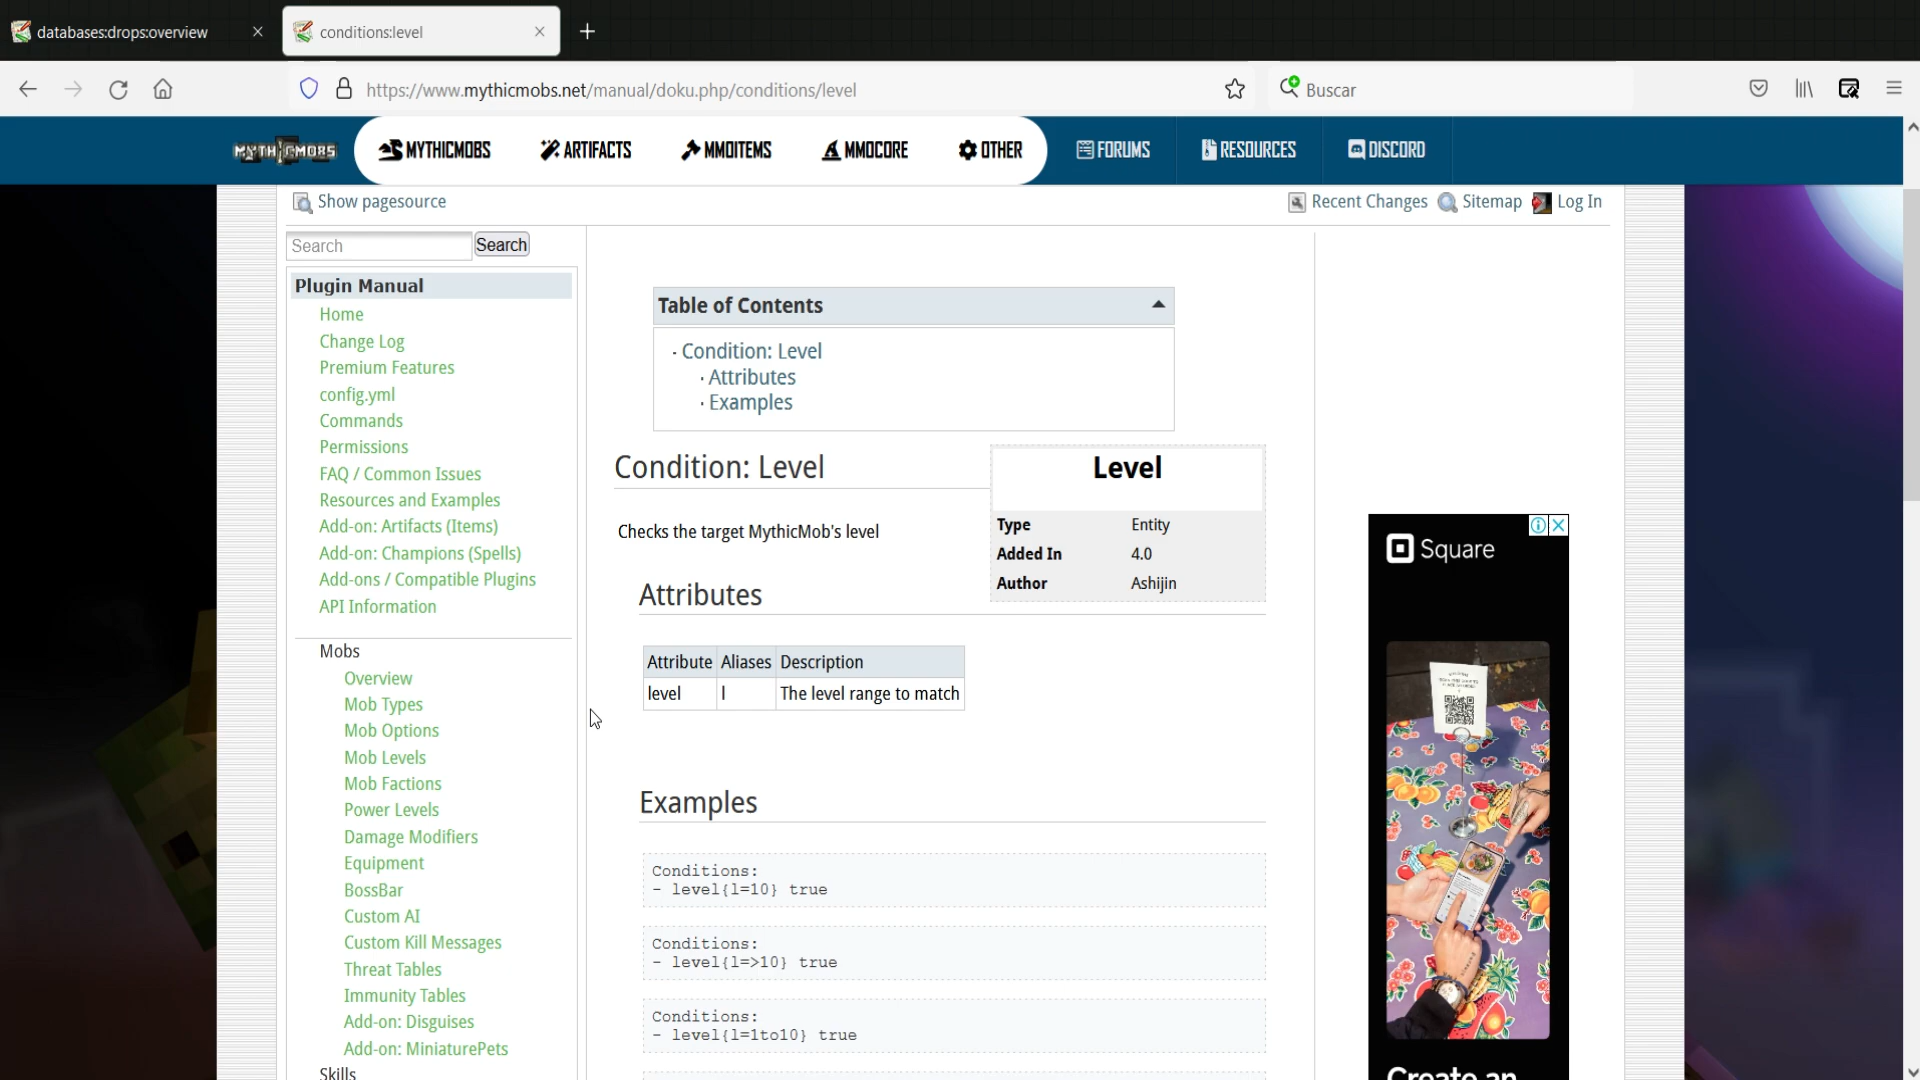 databases:drops:overview
conditions:level
https://www.mythicmobs.net/manual/doku.php/conditions/level
Buscar
MYTHICMOBS
MYTHICMOBS
ARTIFACTS
MMOITEMS
MMOCORE
OTHER
FORUMS
RESOURCES
DISCORD
Show pagesource
Recent Changes
Sitemap
Log In
Search
Search
Plugin Manual
Home
Change Log
Premium Features
config.yml
Commands
Permissions
FAQ / Common Issues
Resources and Examples
Add-on: Artifacts (Items)
Add-on: Champions (Spells)
Add-ons / Compatible Plugins
API Information
Mobs
Overview
Mob Types
Mob Options
Mob Levels
Mob Factions
Power Levels
Damage Modifiers
Equipment
BossBar
Custom AI
Custom Kill Messages
Threat Tables
Immunity Tables
Add-on: Disguises
Add-on: MiniaturePets
Skills
Table of Contents
· Condition: Level
· Attributes
· Examples
Condition: Level
Checks the target MythicMob's level
Level
Type Entity
Added In 4.0
Author Ashijin
Attributes
Attribute Aliases Description
level l The level range to match
Examples
Conditions:
- level{l=10} true
Conditions:
- level{l=>10} true
Conditions:
- level{l=1to10} true
Square
Create an